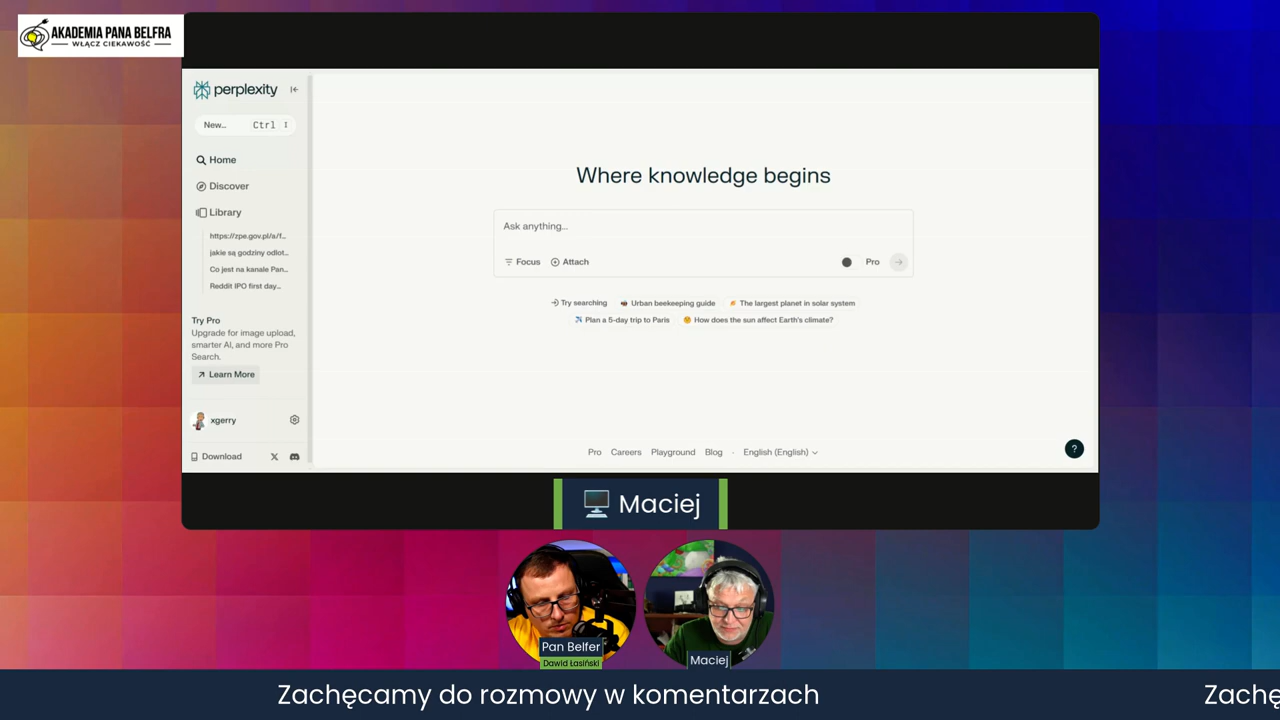 AKADEMIA PANA BELFRA
WŁĄCZ CIEKAWOŚĆ
perplexity
New... Ctrl I
Home
Discover
Library
https://zpe.gov.pl/a/f...
jakie są godziny odlot...
Co jest na kanale Pan...
Reddit IPO first day...
Try Pro
Upgrade for image upload,
smarter AI, and more Pro
Search.
Learn More
xgerry
Download
Where knowledge begins
Ask anything...
Focus Attach Pro
Try searching Urban beekeeping guide The largest planet in solar system
Plan a 5-day trip to Paris How does the sun affect Earth's climate?
Pro Careers Playground Blog · English (English)
?
Maciej
Pan Belfer
Dawid Łasiński
Maciej
Zachęcamy do rozmowy w komentarzach Zachę